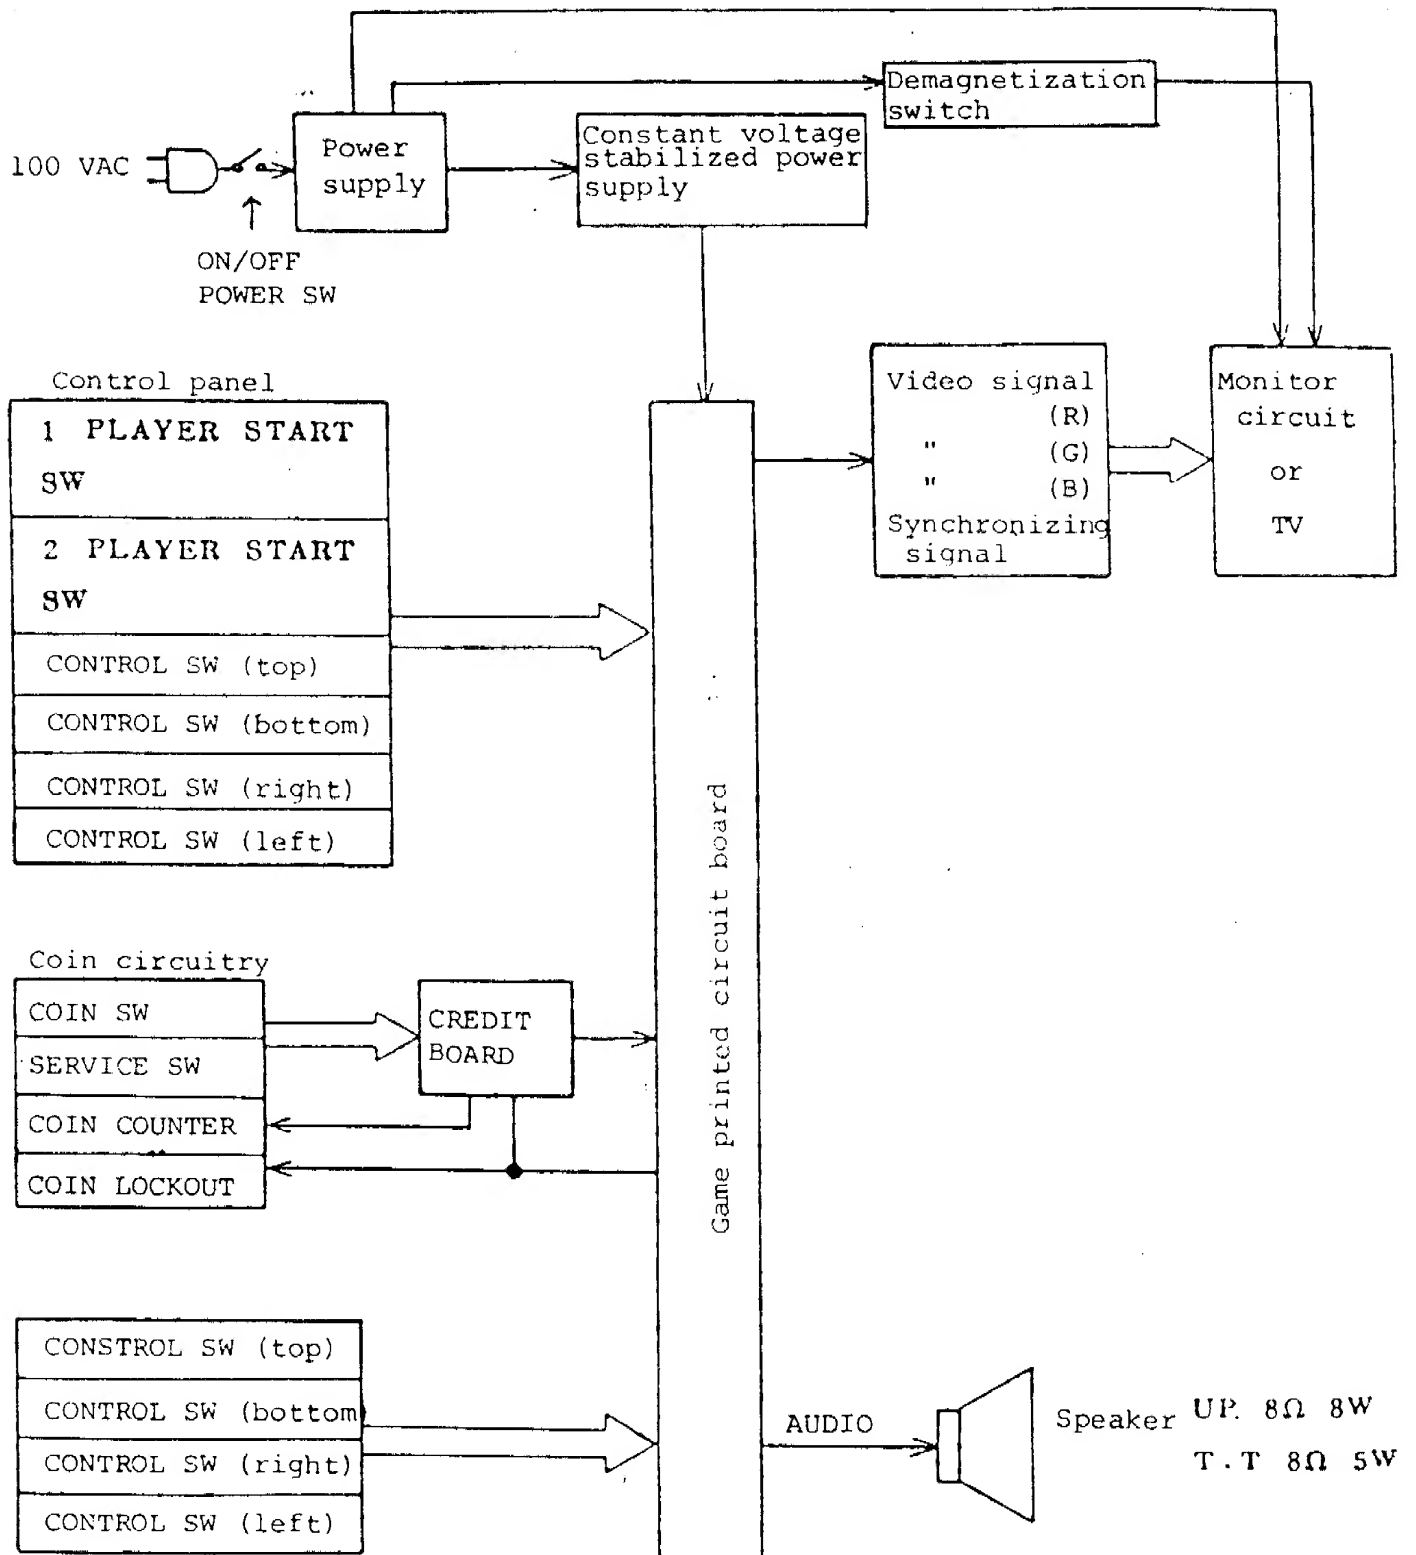 Demagnetization
switch
100 VAC
Power
supply
Constant voltage
stabilized power
supply
ON/OFF
POWER SW
Control panel
1 PLAYER START
SW
2 PLAYER START
SW
CONTROL SW (top)
CONTROL SW (bottom)
CONTROL SW (right)
CONTROL SW (left)
Video signal
(R)
" (G)
" (B)
Synchronizing
signal
Monitor
circuit
or
TV
Game printed circuit board
Coin circuitry
COIN SW
SERVICE SW
COIN COUNTER
COIN LOCKOUT
CREDIT
BOARD
CONSTROL SW (top)
CONTROL SW (bottom
CONTROL SW (right)
CONTROL SW (left)
AUDIO
Speaker UP. 8Ω 8W
T.T 8Ω 5W